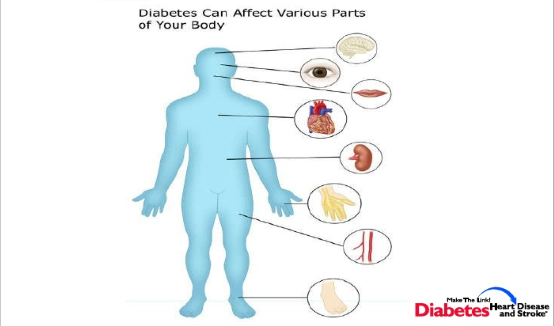 Diabetes Can Affect Various Parts
of Your Body
Make The Link!
Diabetes Heart Disease
and Stroke